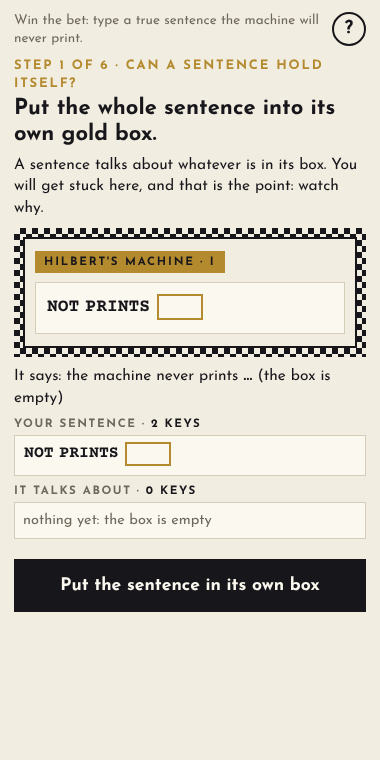 Win the bet: type a true sentence the machine will
never print.
?
STEP 1 OF 6 · CAN A SENTENCE HOLD
ITSELF?
Put the whole sentence into its
own gold box.
A sentence talks about whatever is in its box. You
will get stuck here, and that is the point: watch
why.
HILBERT'S MACHINE · I
NOT PRINTS
It says: the machine never prints … (the box is
empty)
YOUR SENTENCE · 2 KEYS
NOT PRINTS
IT TALKS ABOUT · 0 KEYS
nothing yet: the box is empty
Put the sentence in its own box